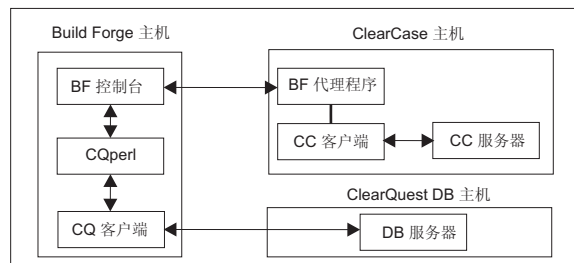 Build Forge 主机
BF 控制台
CQperl
CQ 客户端
ClearCase 主机
BF 代理程序
CC 客户端
CC 服务器
ClearQuest DB 主机
DB 服务器